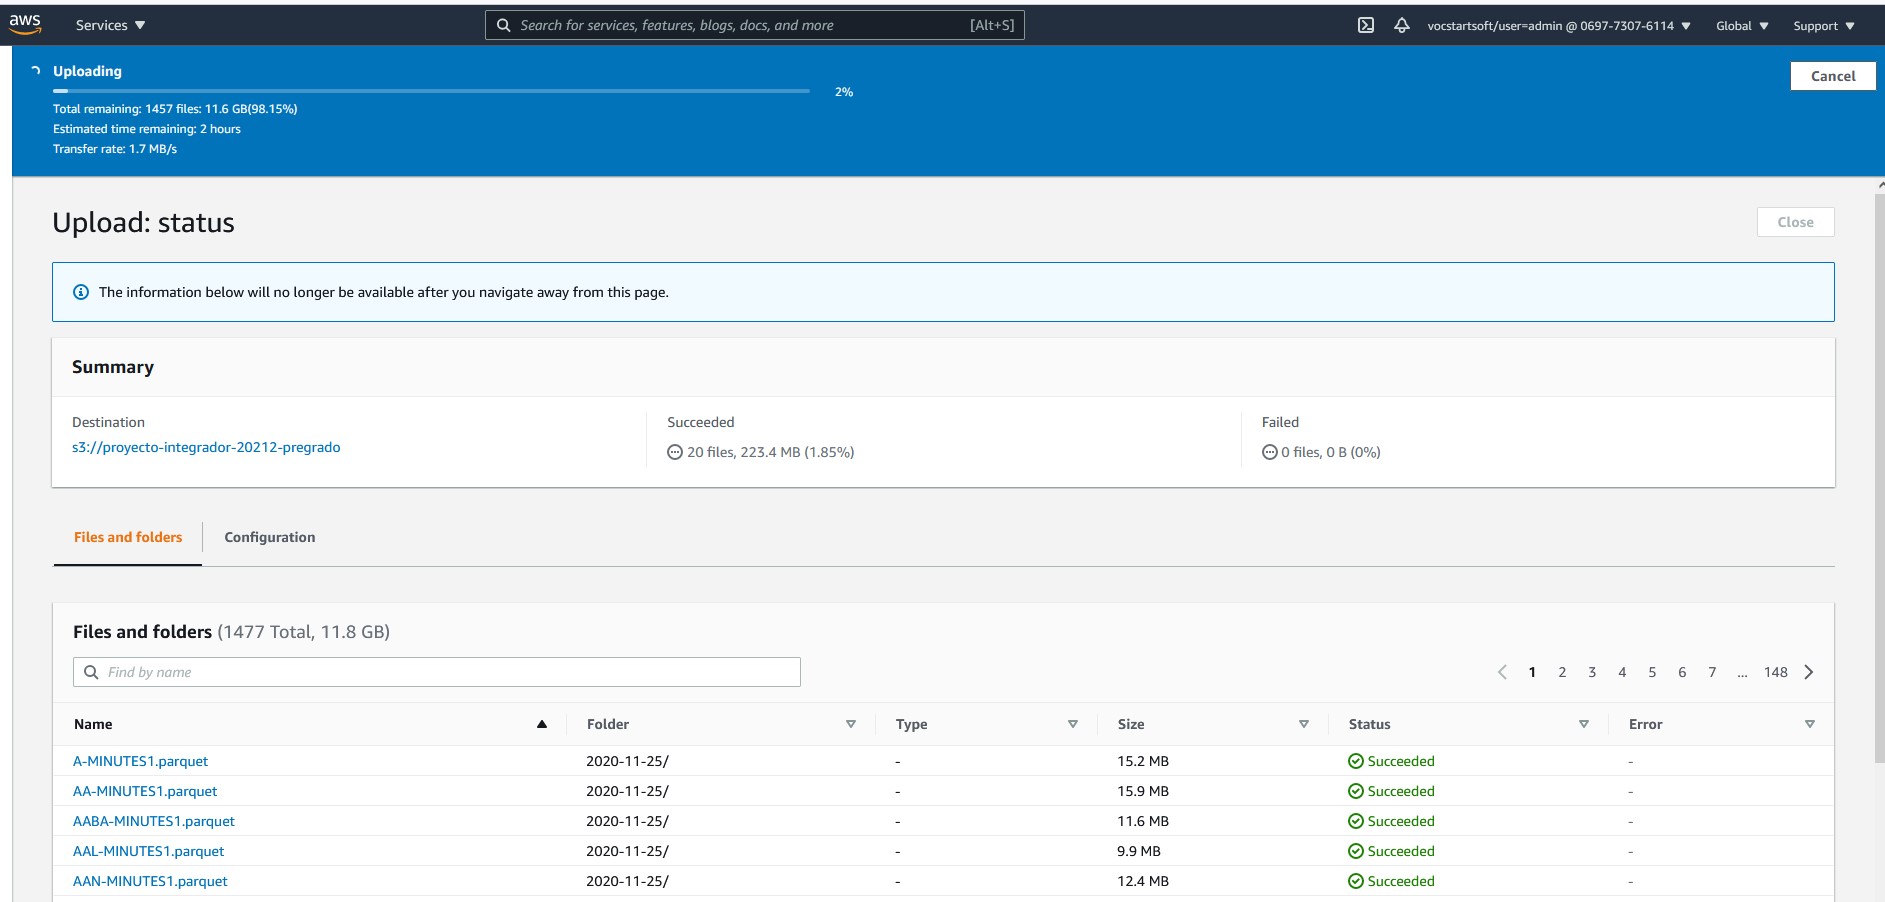 aws Services Search for services, features, blogs, docs, and more [Alt+S] vocstartsoft/user=admin @ 0697-7307-6114 Global Support
Uploading Cancel
2%
Total remaining: 1457 files: 11.6 GB(98.15%)
Estimated time remaining: 2 hours
Transfer rate: 1.7 MB/s
Upload: status Close
The information below will no longer be available after you navigate away from this page.
Summary
Destination Succeeded Failed
s3://proyecto-integrador-20212-pregrado 20 files, 223.4 MB (1.85%) 0 files, 0 B (0%)
Files and folders Configuration
Files and folders (1477 Total, 11.8 GB)
Find by name 1 2 3 4 5 6 7 ... 148
Name Folder Type Size Status Error
A-MINUTES1.parquet 2020-11-25/ - 15.2 MB Succeeded -
AA-MINUTES1.parquet 2020-11-25/ - 15.9 MB Succeeded -
AABA-MINUTES1.parquet 2020-11-25/ - 11.6 MB Succeeded -
AAL-MINUTES1.parquet 2020-11-25/ - 9.9 MB Succeeded -
AAN-MINUTES1.parquet 2020-11-25/ - 12.4 MB Succeeded -